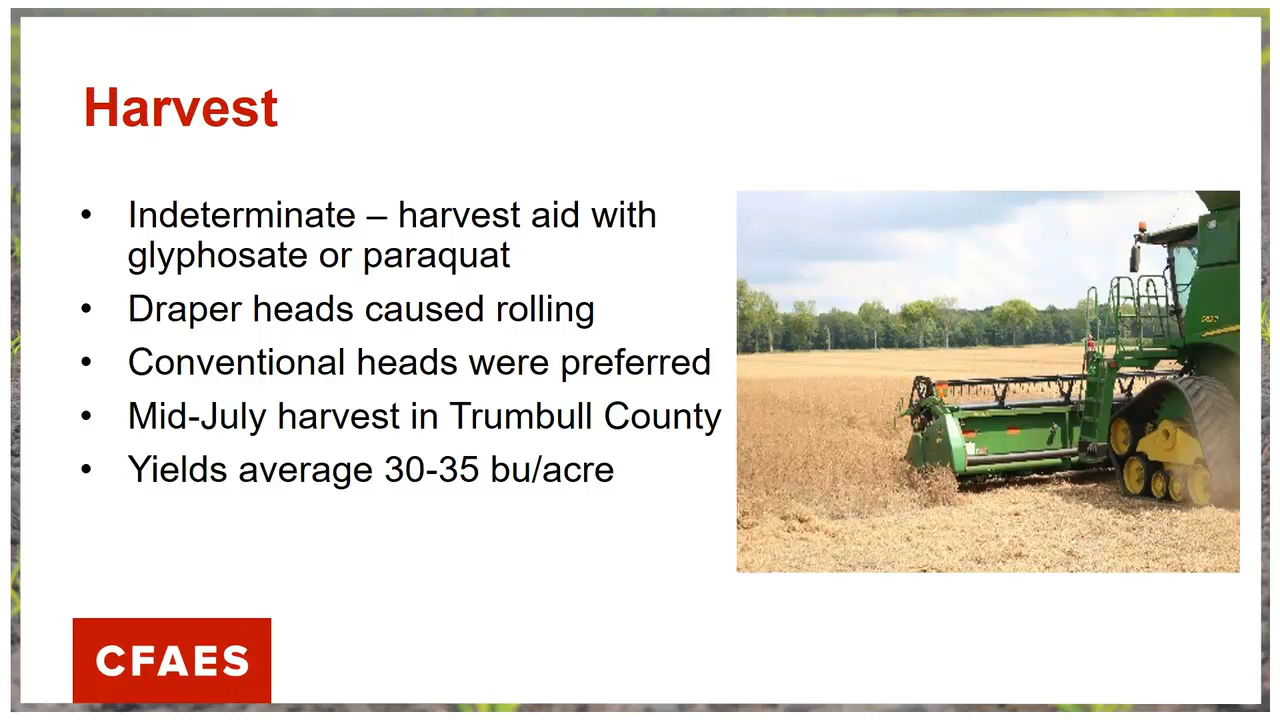 Harvest
• Indeterminate – harvest aid with
glyphosate or paraquat
• Draper heads caused rolling
• Conventional heads were preferred
• Mid-July harvest in Trumbull County
• Yields average 30-35 bu/acre
CFAES